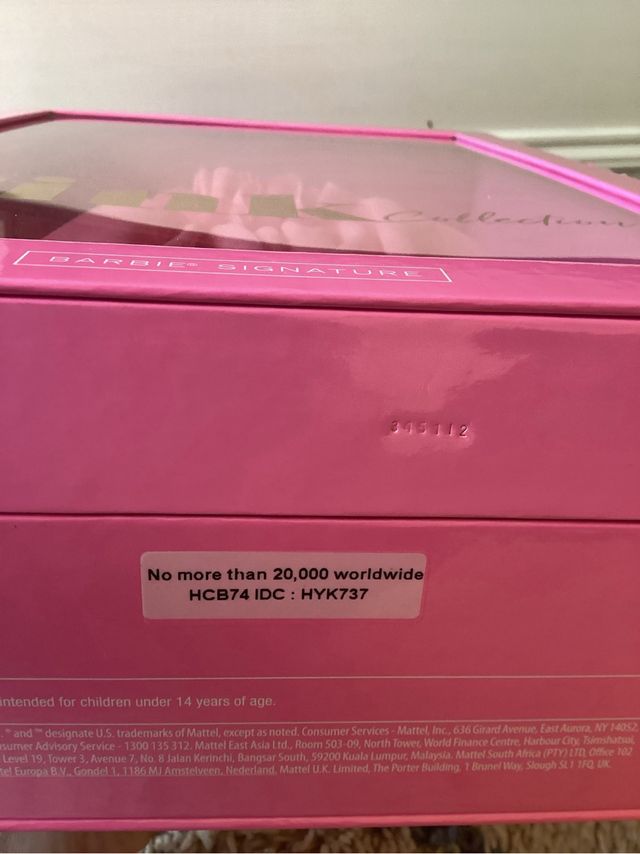 Collection
BARBIE® SIGNATURE
345112
No more than 20,000 worldwide
HCB74 IDC : HYK737
intended for children under 14 years of age.
® and ™ designate U.S. trademarks of Mattel, except as noted. Consumer Services - Mattel, Inc., 636 Girard Avenue, East Aurora, NY 14052,
Advisory Service - 1300 135 312. Mattel East Asia Ltd., Room 503-09, North Tower, World Finance Centre, Harbour City, Tsimshatsui,
Level 19, Tower 3, Avenue 7, No. 8 Jalan Kerinchi, Bangsar South, 59200 Kuala Lumpur, Malaysia. Mattel South Africa (PTY) LTD, Office 102
Europa B.V., Gondel 1, 1186 MJ Amstelveen, Nederland. Mattel U.K. Limited, The Porter Building, 1 Brunel Way, Slough SL1 1FQ, UK.